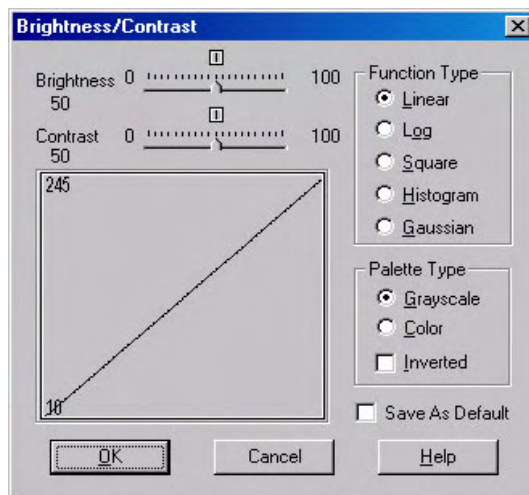 Brightness/Contrast
Brightness 0 100
50
Contrast 0 100
50
245
10
Function Type
Linear
Log
Square
Histogram
Gaussian
Palette Type
Grayscale
Color
Inverted
Save As Default
OK Cancel Help